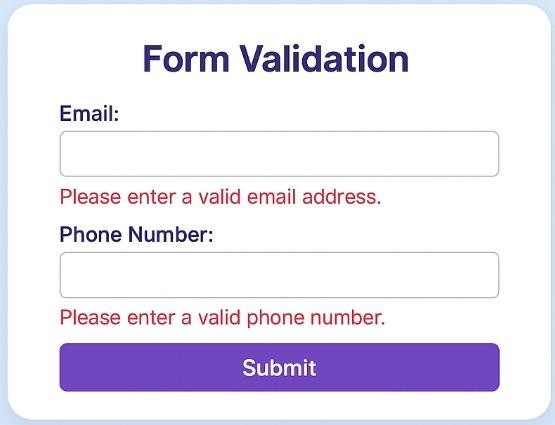 Form Validation
Email:
Please enter a valid email address.
Phone Number:
Please enter a valid phone number.
Submit